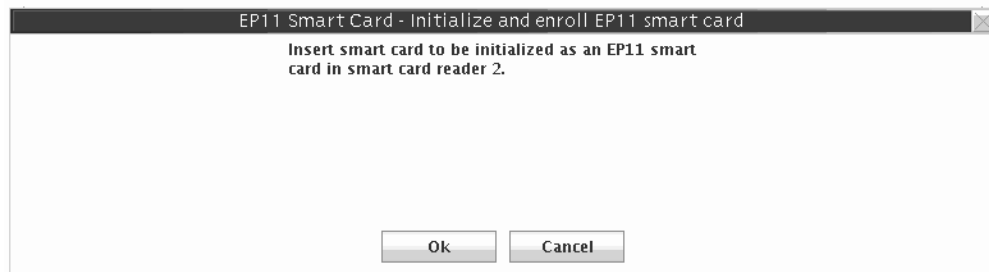 EP11 Smart Card - Initialize and enroll EP11 smart card
Insert smart card to be initialized as an EP11 smart
card in smart card reader 2.
Ok
Cancel